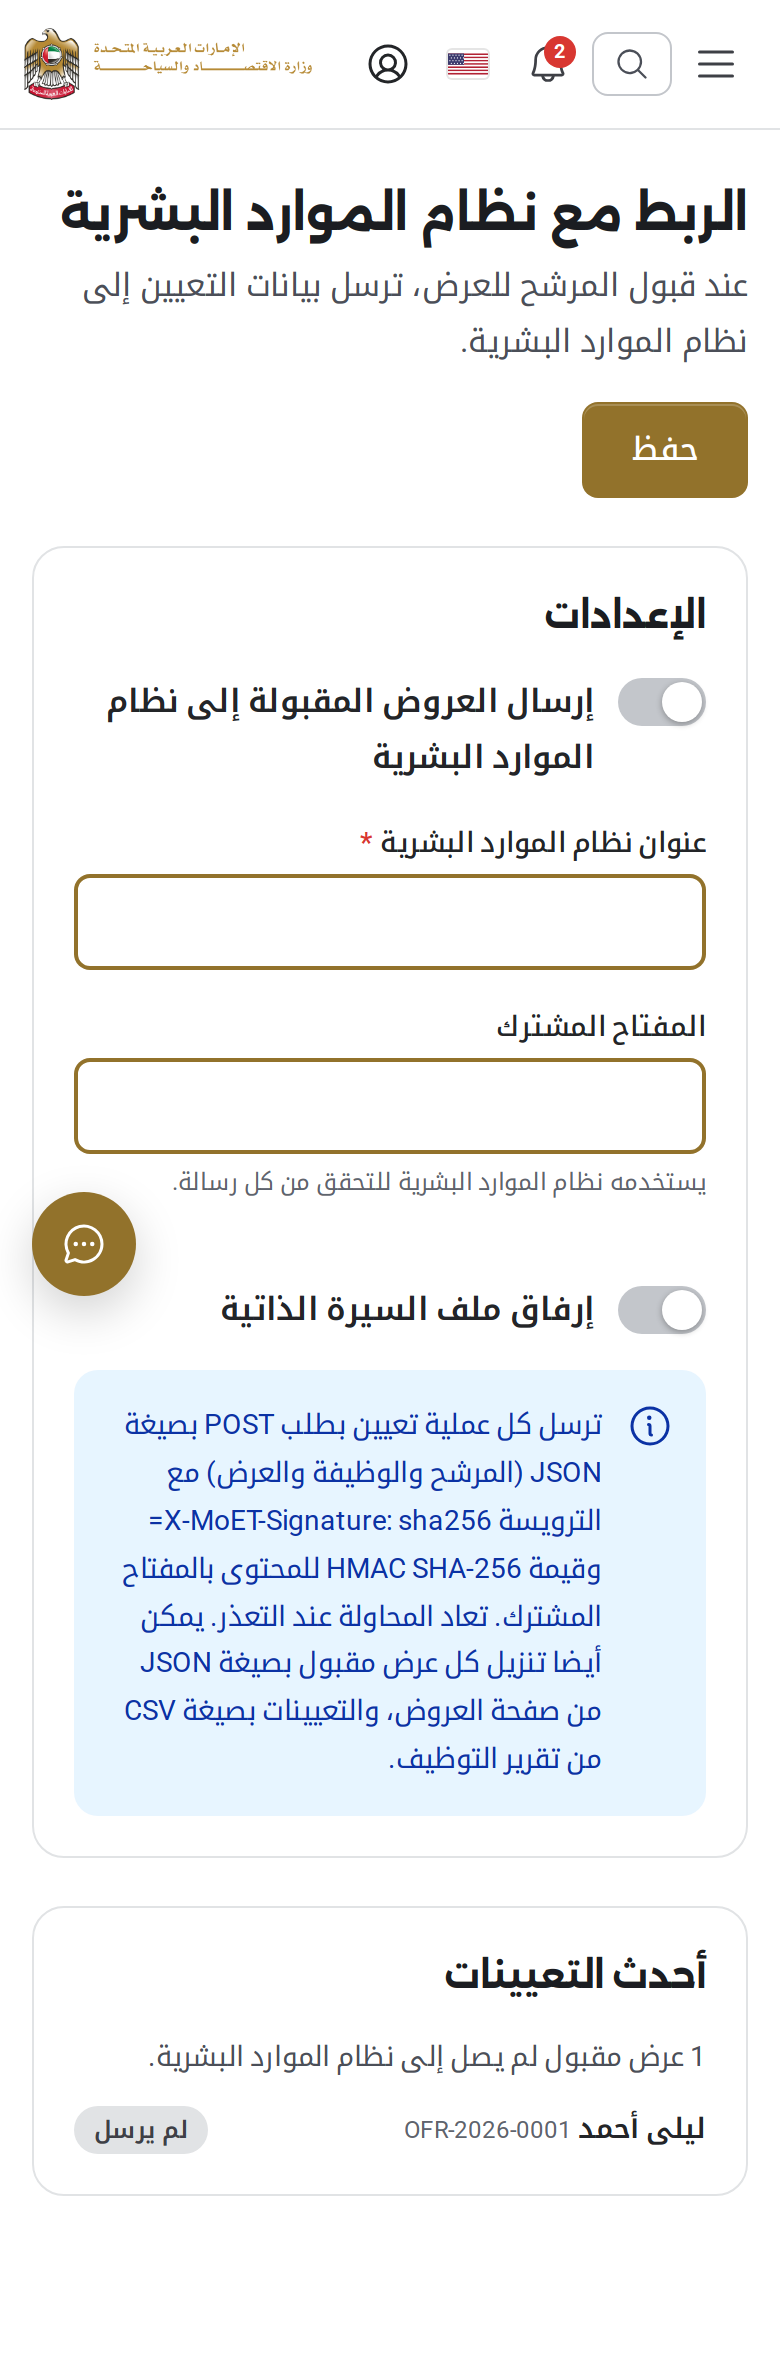 الإمارات العربية المتحدة
وزارة الاقتصاد والسياحة
2
الربط مع نظام الموارد البشرية
عند قبول المرشح للعرض، ترسل بيانات التعيين إلى
نظام الموارد البشرية.
حفظ
الإعدادات
إرسال العروض المقبولة إلى نظام
الموارد البشرية
عنوان نظام الموارد البشرية *
المفتاح المشترك
يستخدمه نظام الموارد البشرية للتحقق من كل رسالة.
إرفاق ملف السيرة الذاتية
ترسل كل عملية تعيين بطلب POST بصيغة
JSON (المرشح والوظيفة والعرض) مع
الترويسة X-MoET-Signature: sha256=
وقيمة HMAC SHA-256 للمحتوى بالمفتاح
المشترك. تعاد المحاولة عند التعذر. يمكن
أيضا تنزيل كل عرض مقبول بصيغة JSON
من صفحة العروض، والتعيينات بصيغة CSV
من تقرير التوظيف.
أحدث التعيينات
1 عرض مقبول لم يصل إلى نظام الموارد البشرية.
ليلى أحمد OFR-2026-0001
لم يرسل